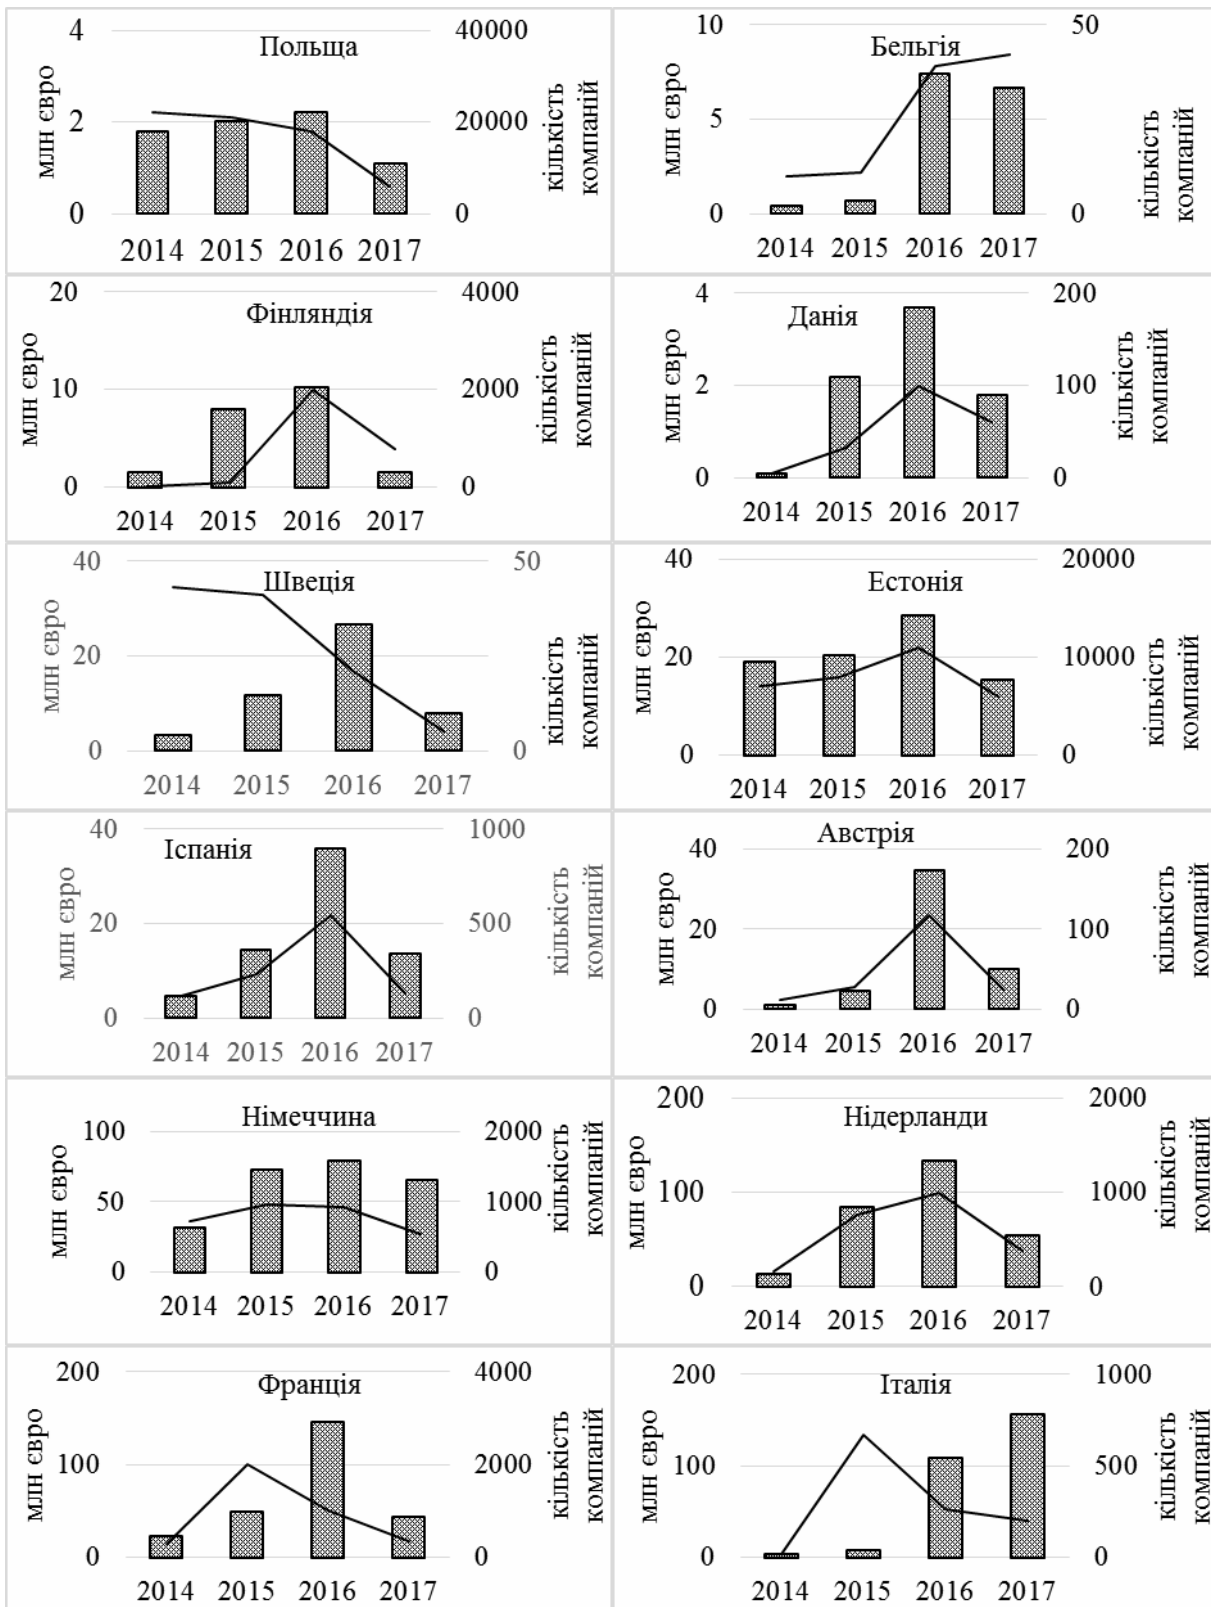 Польща
млн євро
4
2
0
40000
20000
0
кількість
компаній
2014 2015 2016 2017
Бельгія
млн євро
10
5
0
50
0
кількість
компаній
2014 2015 2016 2017
Фінляндія
млн євро
20
10
0
4000
2000
0
кількість
компаній
2014 2015 2016 2017
Данія
млн євро
4
2
0
200
100
0
кількість
компаній
2014 2015 2016 2017
Швеція
млн євро
40
20
0
50
0
кількість
компаній
2014 2015 2016 2017
Естонія
млн євро
40
20
0
20000
10000
0
кількість
компаній
2014 2015 2016 2017
Іспанія
млн євро
40
20
0
1000
500
0
кількість
компаній
2014 2015 2016 2017
Австрія
млн євро
40
20
0
200
100
0
кількість
компаній
2014 2015 2016 2017
Німеччина
млн євро
100
50
0
2000
1000
0
кількість
компаній
2014 2015 2016 2017
Нідерланди
млн євро
200
100
0
2000
1000
0
кількість
компаній
2014 2015 2016 2017
Франція
млн євро
200
100
0
4000
2000
0
кількість
компаній
2014 2015 2016 2017
Італія
млн євро
200
100
0
1000
500
0
кількість
компаній
2014 2015 2016 2017